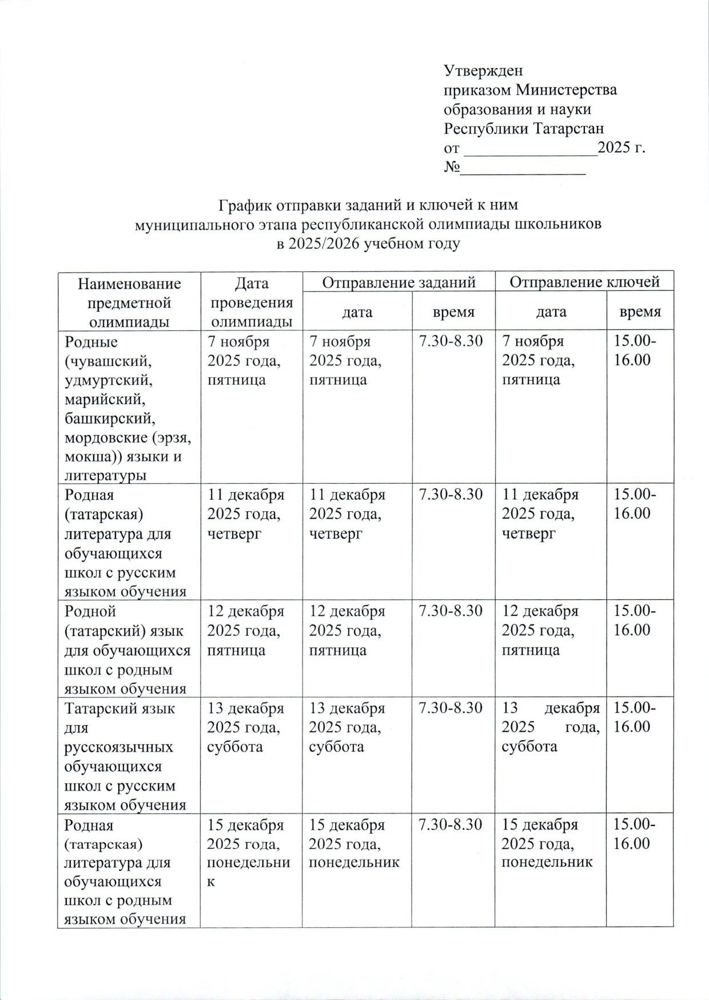 Утвержден
приказом Министерства
образования и науки
Республики Татарстан
от _________________2025 г.
№________________
График отправки заданий и ключей к ним
муниципального этапа республиканской олимпиады школьников
в 2025/2026 учебном году
Наименование
предметной
олимпиады
Дата
проведения
олимпиады
Отправление заданий
Отправление ключей
дата
время
дата
время
Родные
(чувашский,
удмуртский,
марийский,
башкирский,
мордовские (эрзя,
мокша)) языки и
литературы
7 ноября
2025 года,
пятница
7 ноября
2025 года,
пятница
7.30-8.30
7 ноября
2025 года,
пятница
15.00-
16.00
Родная
(татарская)
литература для
обучающихся
школ с русским
языком обучения
11 декабря
2025 года,
четверг
11 декабря
2025 года,
четверг
7.30-8.30
11 декабря
2025 года,
четверг
15.00-
16.00
Родной
(татарский) язык
для обучающихся
школ с родным
языком обучения
12 декабря
2025 года,
пятница
12 декабря
2025 года,
пятница
7.30-8.30
12 декабря
2025 года,
пятница
15.00-
16.00
Татарский язык
для
русскоязычных
обучающихся
школ с русским
языком обучения
13 декабря
2025 года,
суббота
13 декабря
2025 года,
суббота
7.30-8.30
13 декабря
2025 года,
суббота
15.00-
16.00
Родная
(татарская)
литература для
обучающихся
школ с родным
языком обучения
15 декабря
2025 года,
понедельни
к
15 декабря
2025 года,
понедельник
7.30-8.30
15 декабря
2025 года,
понедельник
15.00-
16.00